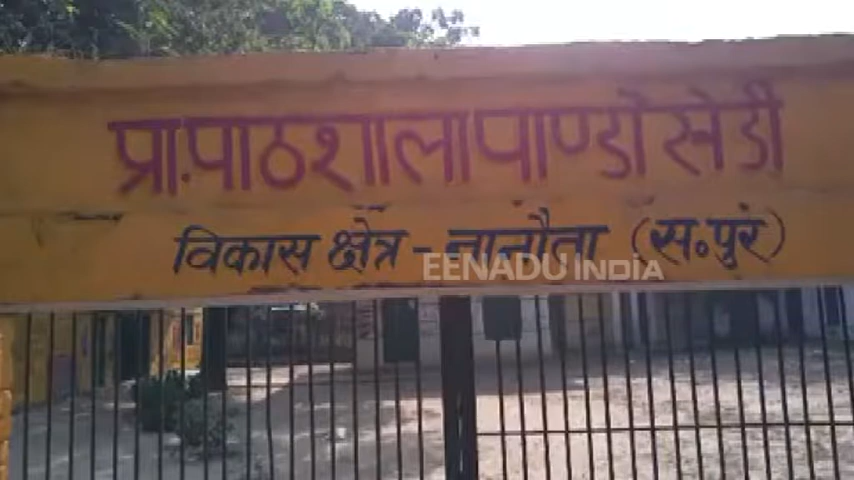 प्रा.पाठशाला पाण्डो सेडी
विकास क्षेत्र - नानौता (स.पुर)
EENADU INDIA